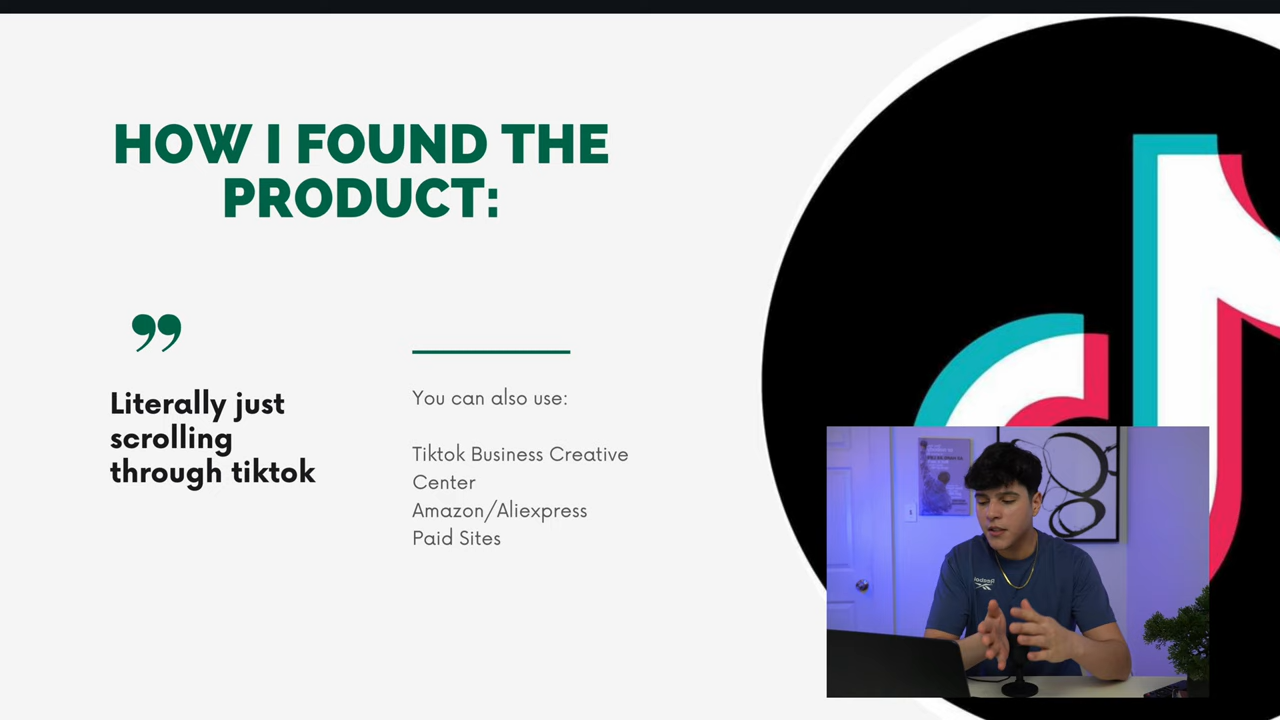 HOW I FOUND THE
PRODUCT:
”
Literally just
scrolling
through tiktok
You can also use:
Tiktok Business Creative
Center
Amazon/Aliexpress
Paid Sites